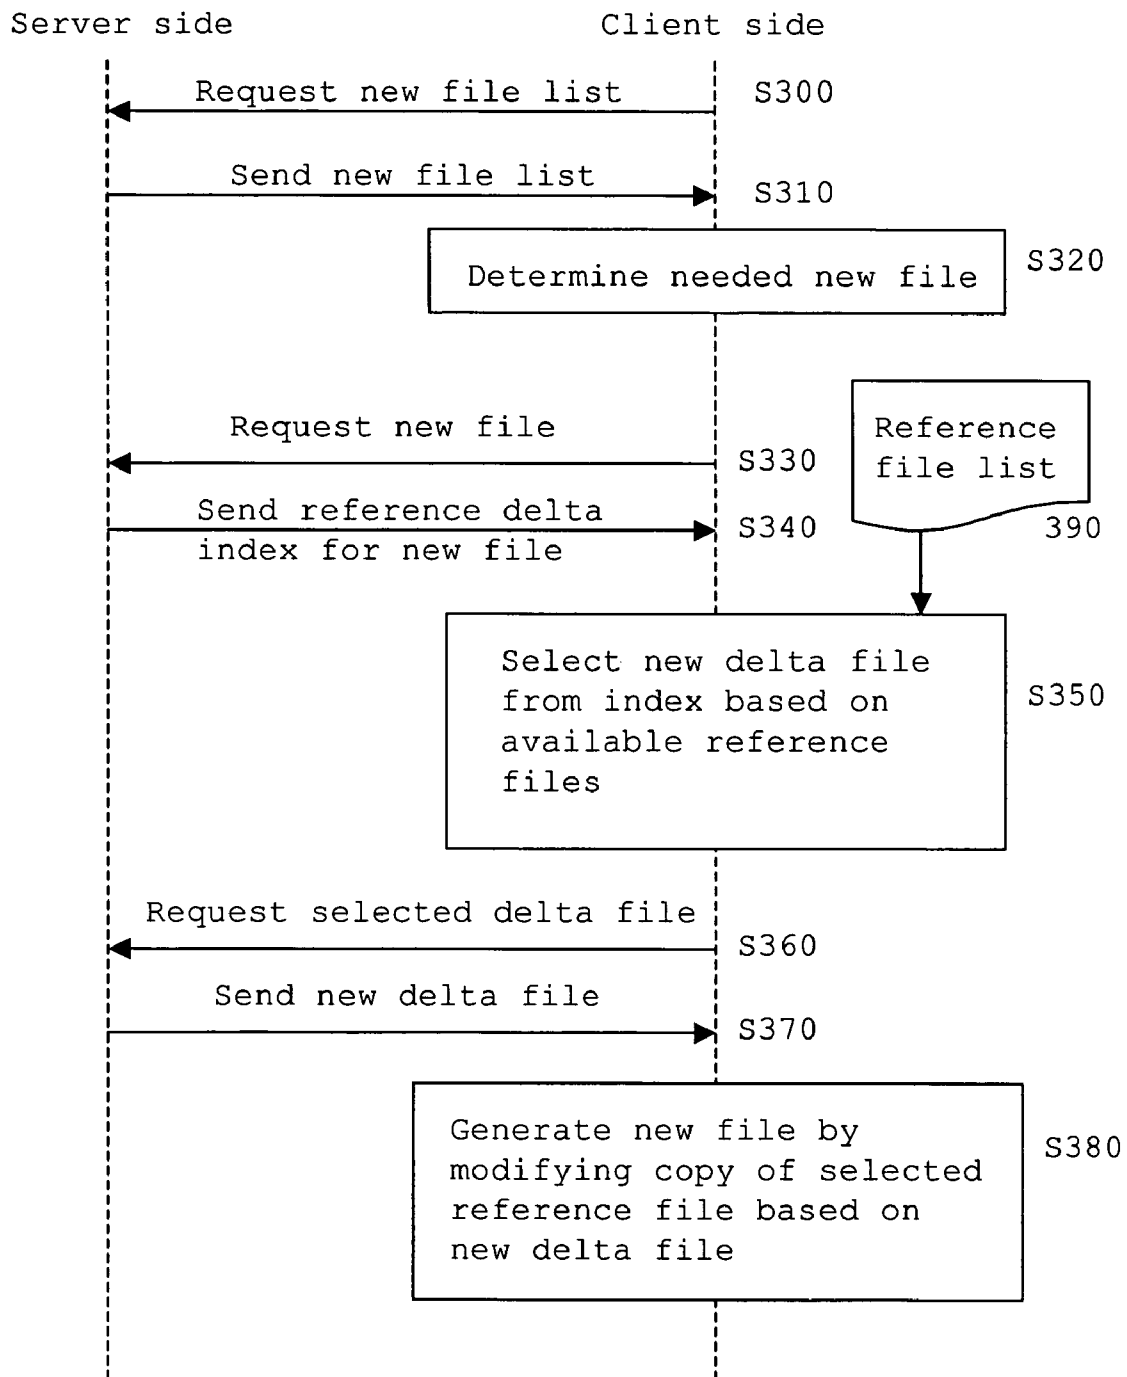 Server side
Client side
Request new file list
S300
Send new file list
S310
Determine needed new file
S320
Request new file
S330
Reference
file list
390
Send reference delta
index for new file
S340
Select new delta file
from index based on
available reference
files
S350
Request selected delta file
S360
Send new delta file
S370
Generate new file by
modifying copy of selected
reference file based on
new delta file
S380